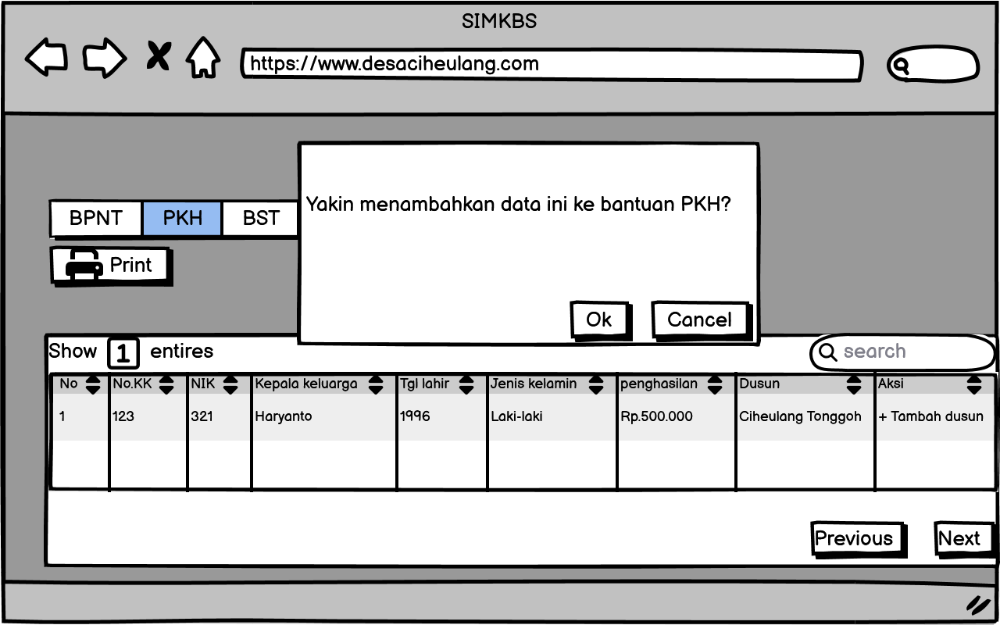 SIMKBS
https://www.desaciheulang.com
Yakin menambahkan data ini ke bantuan PKH?
BPNT PKH BST
Print
Ok Cancel
Show 1 entires search
No No.KK NIK Kepala keluarga Tgl lahir Jenis kelamin penghasilan Dusun Aksi
1 123 321 Haryanto 1996 Laki-laki Rp.500.000 Ciheulang Tonggoh + Tambah dusun
Previous Next